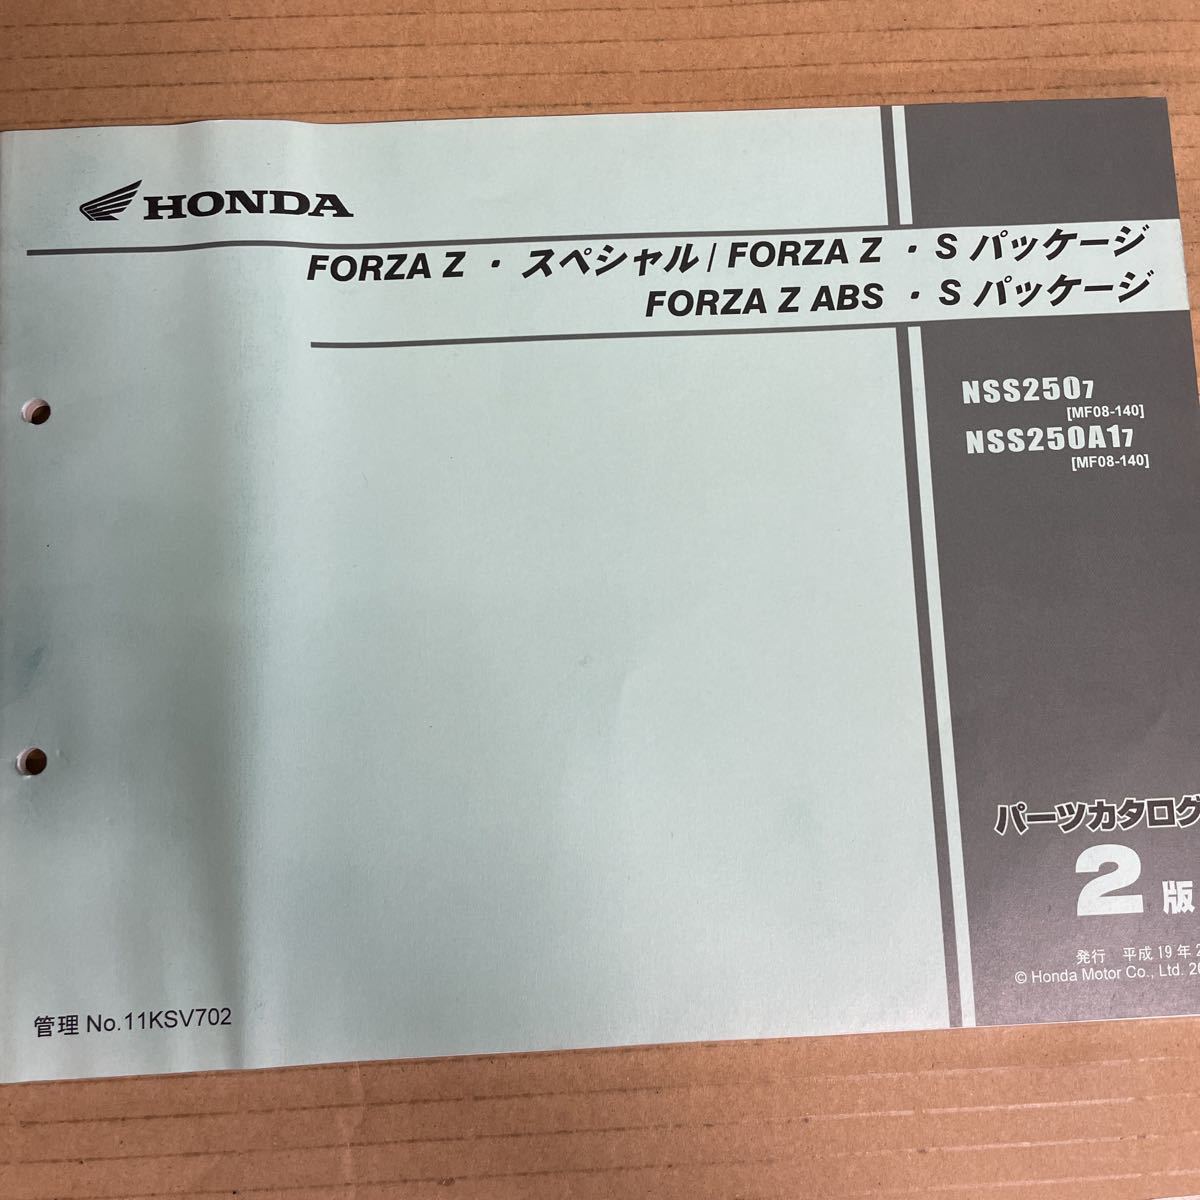 HONDA
FORZA Z ・ スペシャル / FORZA Z ・ S パッケージ
FORZA Z ABS ・ S パッケージ
NSS2507
[MF08-140]
NSS250A17
[MF08-140]
パーツカタログ
2 版
発行 平成 19 年 2
© Honda Motor Co., Ltd. 20
管理 No.11KSV702